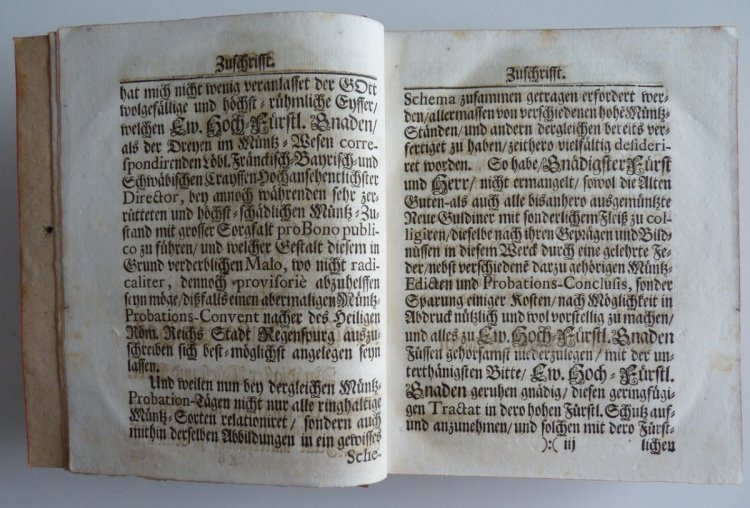 Zuschrifft.
hat mich nicht wenig veranlasset der GOtt
wolgefällige und höchst-rühmliche Eyffer/
welchen Ew. Hoch-Fürstl. Gnaden/
als der Dreyen im Müntz-Wesen corre-
spondirenden Löbl. Fränckisch-Bayrisch-und
Schwäbischen Crayssen Hochansehentlichster
Director, bey annoch währenden sehr zer-
rütteten und höchst-schädlichen Müntz-Zu-
stand mit grosser Sorgfalt pro Bono publi-
co zu führen/ und welcher Gestalt diesem in
Grund verderblichen Malo, wo nicht radi-
caliter, dennoch provisoriè abzuhelffen
seyn möge/ dißfalls einen abermaligen Müntz-
Probations-Convent nacher des Heiligen
Röm. Reichs Stadt Regenspurg auszu-
schreiben sich best-möglichst angelegen seyn
lassen.
Und weilen nun bey dergleichen Müntz-
Probation-Tägen nicht nur alle ringhaltige
Müntz-Sorten relationiret/ sondern auch
mithin derselben Abbildungen in ein gewisses
Sche-
Zuschrifft.
Schema zusammen getragen erfordert wer-
den/allermassen von verschiedenen hohē Müntz-
Ständen/ und andern dergleichen bereits ver-
fertiget zu haben/ zeithero vielfältig desideri-
ret worden. So habe/ Gnädigster Fürst
und Herr/ nicht ermangelt/ sowol die Alten
Guten-als auch alle bisanhero ausgemüntzte
Neue Guldiner mit sonderlichem Fleiß zu col-
ligiren/ dieselbe nach ihren Geprägen und Bild-
nüssen in diesem Werck durch eine gelehrte Fe-
der/ nebst verschiedenē darzu gehörigen Müntz-
Edicten und Probations-Conclusis, sonder
Sparung einiger Kosten/ nach Möglichkeit in
Abdruck nützlich und wol vorstellig zu machen/
und alles zu Ew. Hoch-Fürstl. Gnaden
Füssen gehorsamst niederzulegen/ mit der un-
terthänigsten Bitte/ Ew. Hoch-Fürstl.
Gnaden geruhen gnädig/ diesen geringfügi-
gen Tractat in dero hohen Fürstl. Schutz auf-
und anzunehmen/ und solchen mit dero Fürst-
):( iij lichen